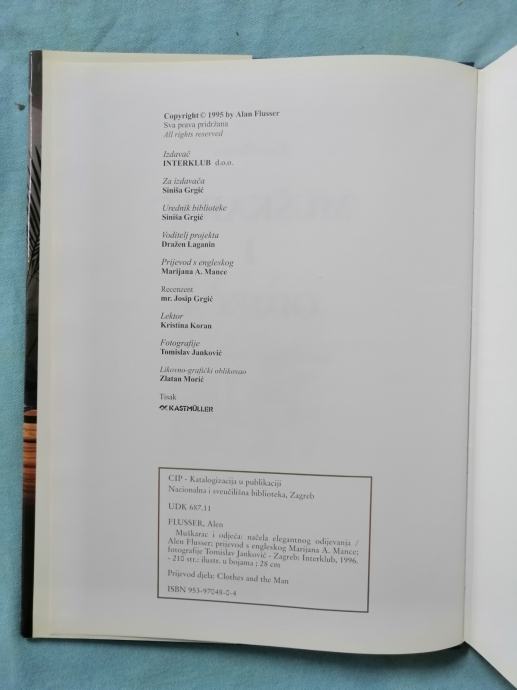 Copyright © 1995 by Alan Flusser
Sva prava pridržana
All rights reserved
Izdavač
INTERKLUB d.o.o.
Za izdavača
Siniša Grgić
Urednik biblioteke
Siniša Grgić
Voditelj projekta
Dražen Laganin
Prijevod s engleskog
Marijana A. Mance
Recenzent
mr. Josip Grgić
Lektor
Kristina Koran
Fotografije
Tomislav Janković
Likovno-grafički oblikovao
Zlatan Morić
Tisak
KASTMÜLLER
CIP - Katalogizacija u publikaciji
Nacionalna i sveučilišna biblioteka, Zagreb
UDK 687.11
FLUSSER, Alen
Muškarac i odjeća: načela elegantnog odijevanja /
Alen Flusser; prijevod s engleskog Marijana A. Mance;
fotografije Tomislav Janković - Zagreb: Interklub, 1996.
- 210 str.: ilustr. u bojama ; 28 cm
Prijevod djela: Clothes and the Man
ISBN 953-97048-0-4